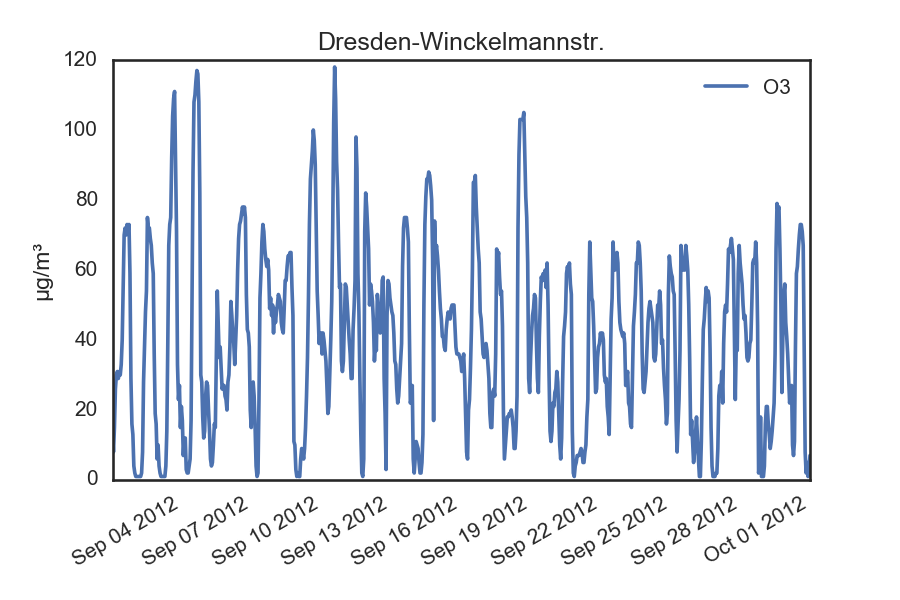 Dresden-Winckelmannstr.
120
100
80
60
40
20
0
µg/m³
O3
Sep 04 2012
Sep 07 2012
Sep 10 2012
Sep 13 2012
Sep 16 2012
Sep 19 2012
Sep 22 2012
Sep 25 2012
Sep 28 2012
Oct 01 2012